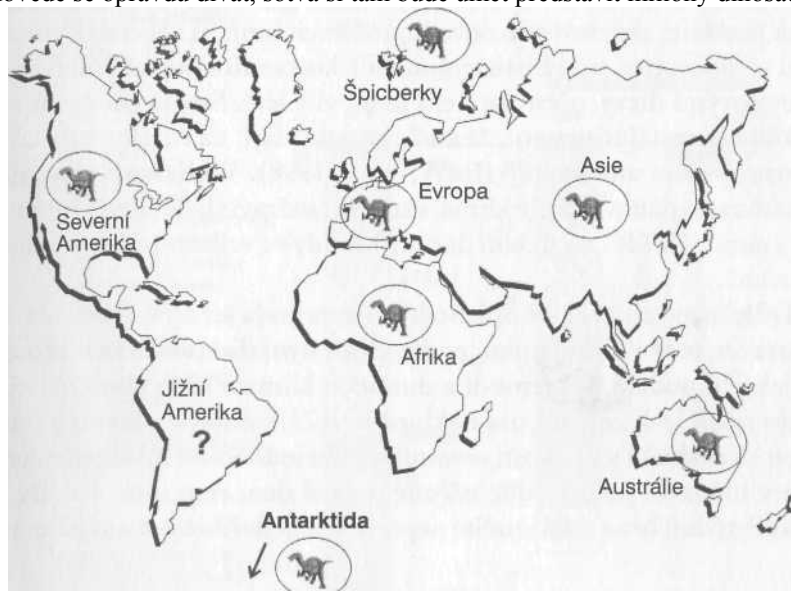 Špicberky
Evropa
Asie
Severní
Amerika
Afrika
Jižní
Amerika
?
Austrálie
Antarktida